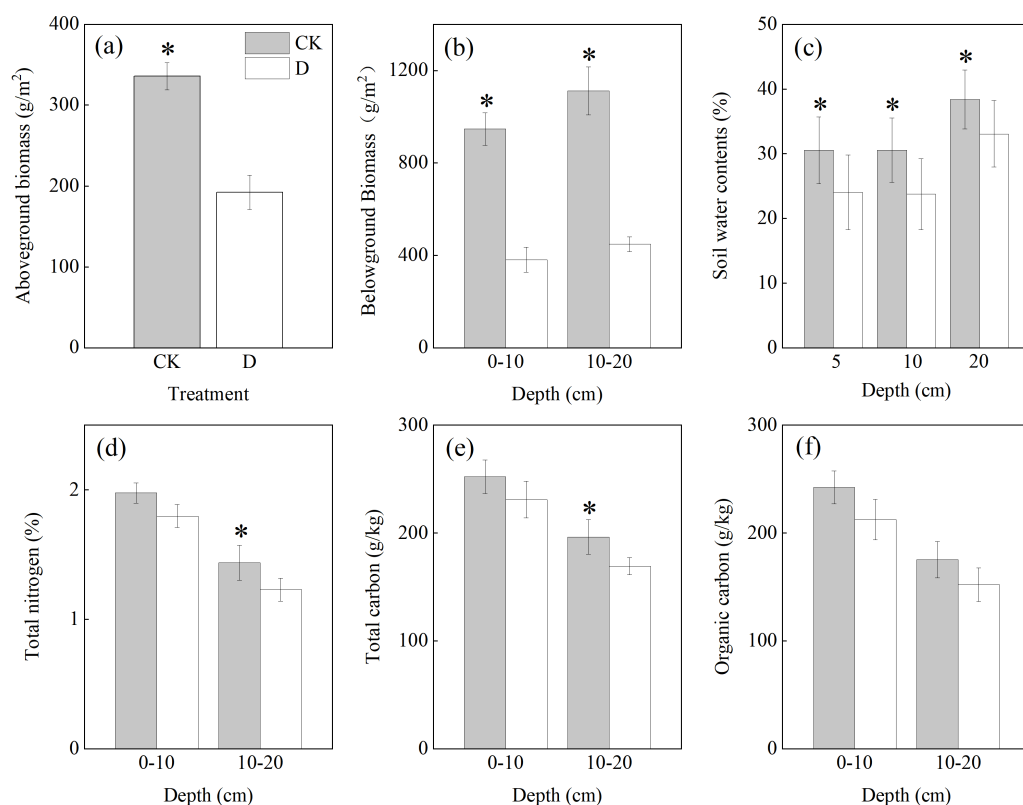 (a)
*
CK
D
400
300
200
100
0
Aboveground biomass (g/m²)
CK
D
Treatment
(b)
*
*
1200
800
400
0
Belowground Biomass（g/m²）
0-10
10-20
Depth (cm)
(c)
*
*
*
50
40
30
20
10
0
Soil water contents (%)
5
10
20
Depth (cm)
(d)
*
2
1
0
Total nitrogen (%)
0-10
10-20
Depth (cm)
(e)
*
300
200
100
0
Total carbon (g/kg)
0-10
10-20
Depth (cm)
(f)
300
200
100
0
Organic carbon (g/kg)
0-10
10-20
Depth (cm)